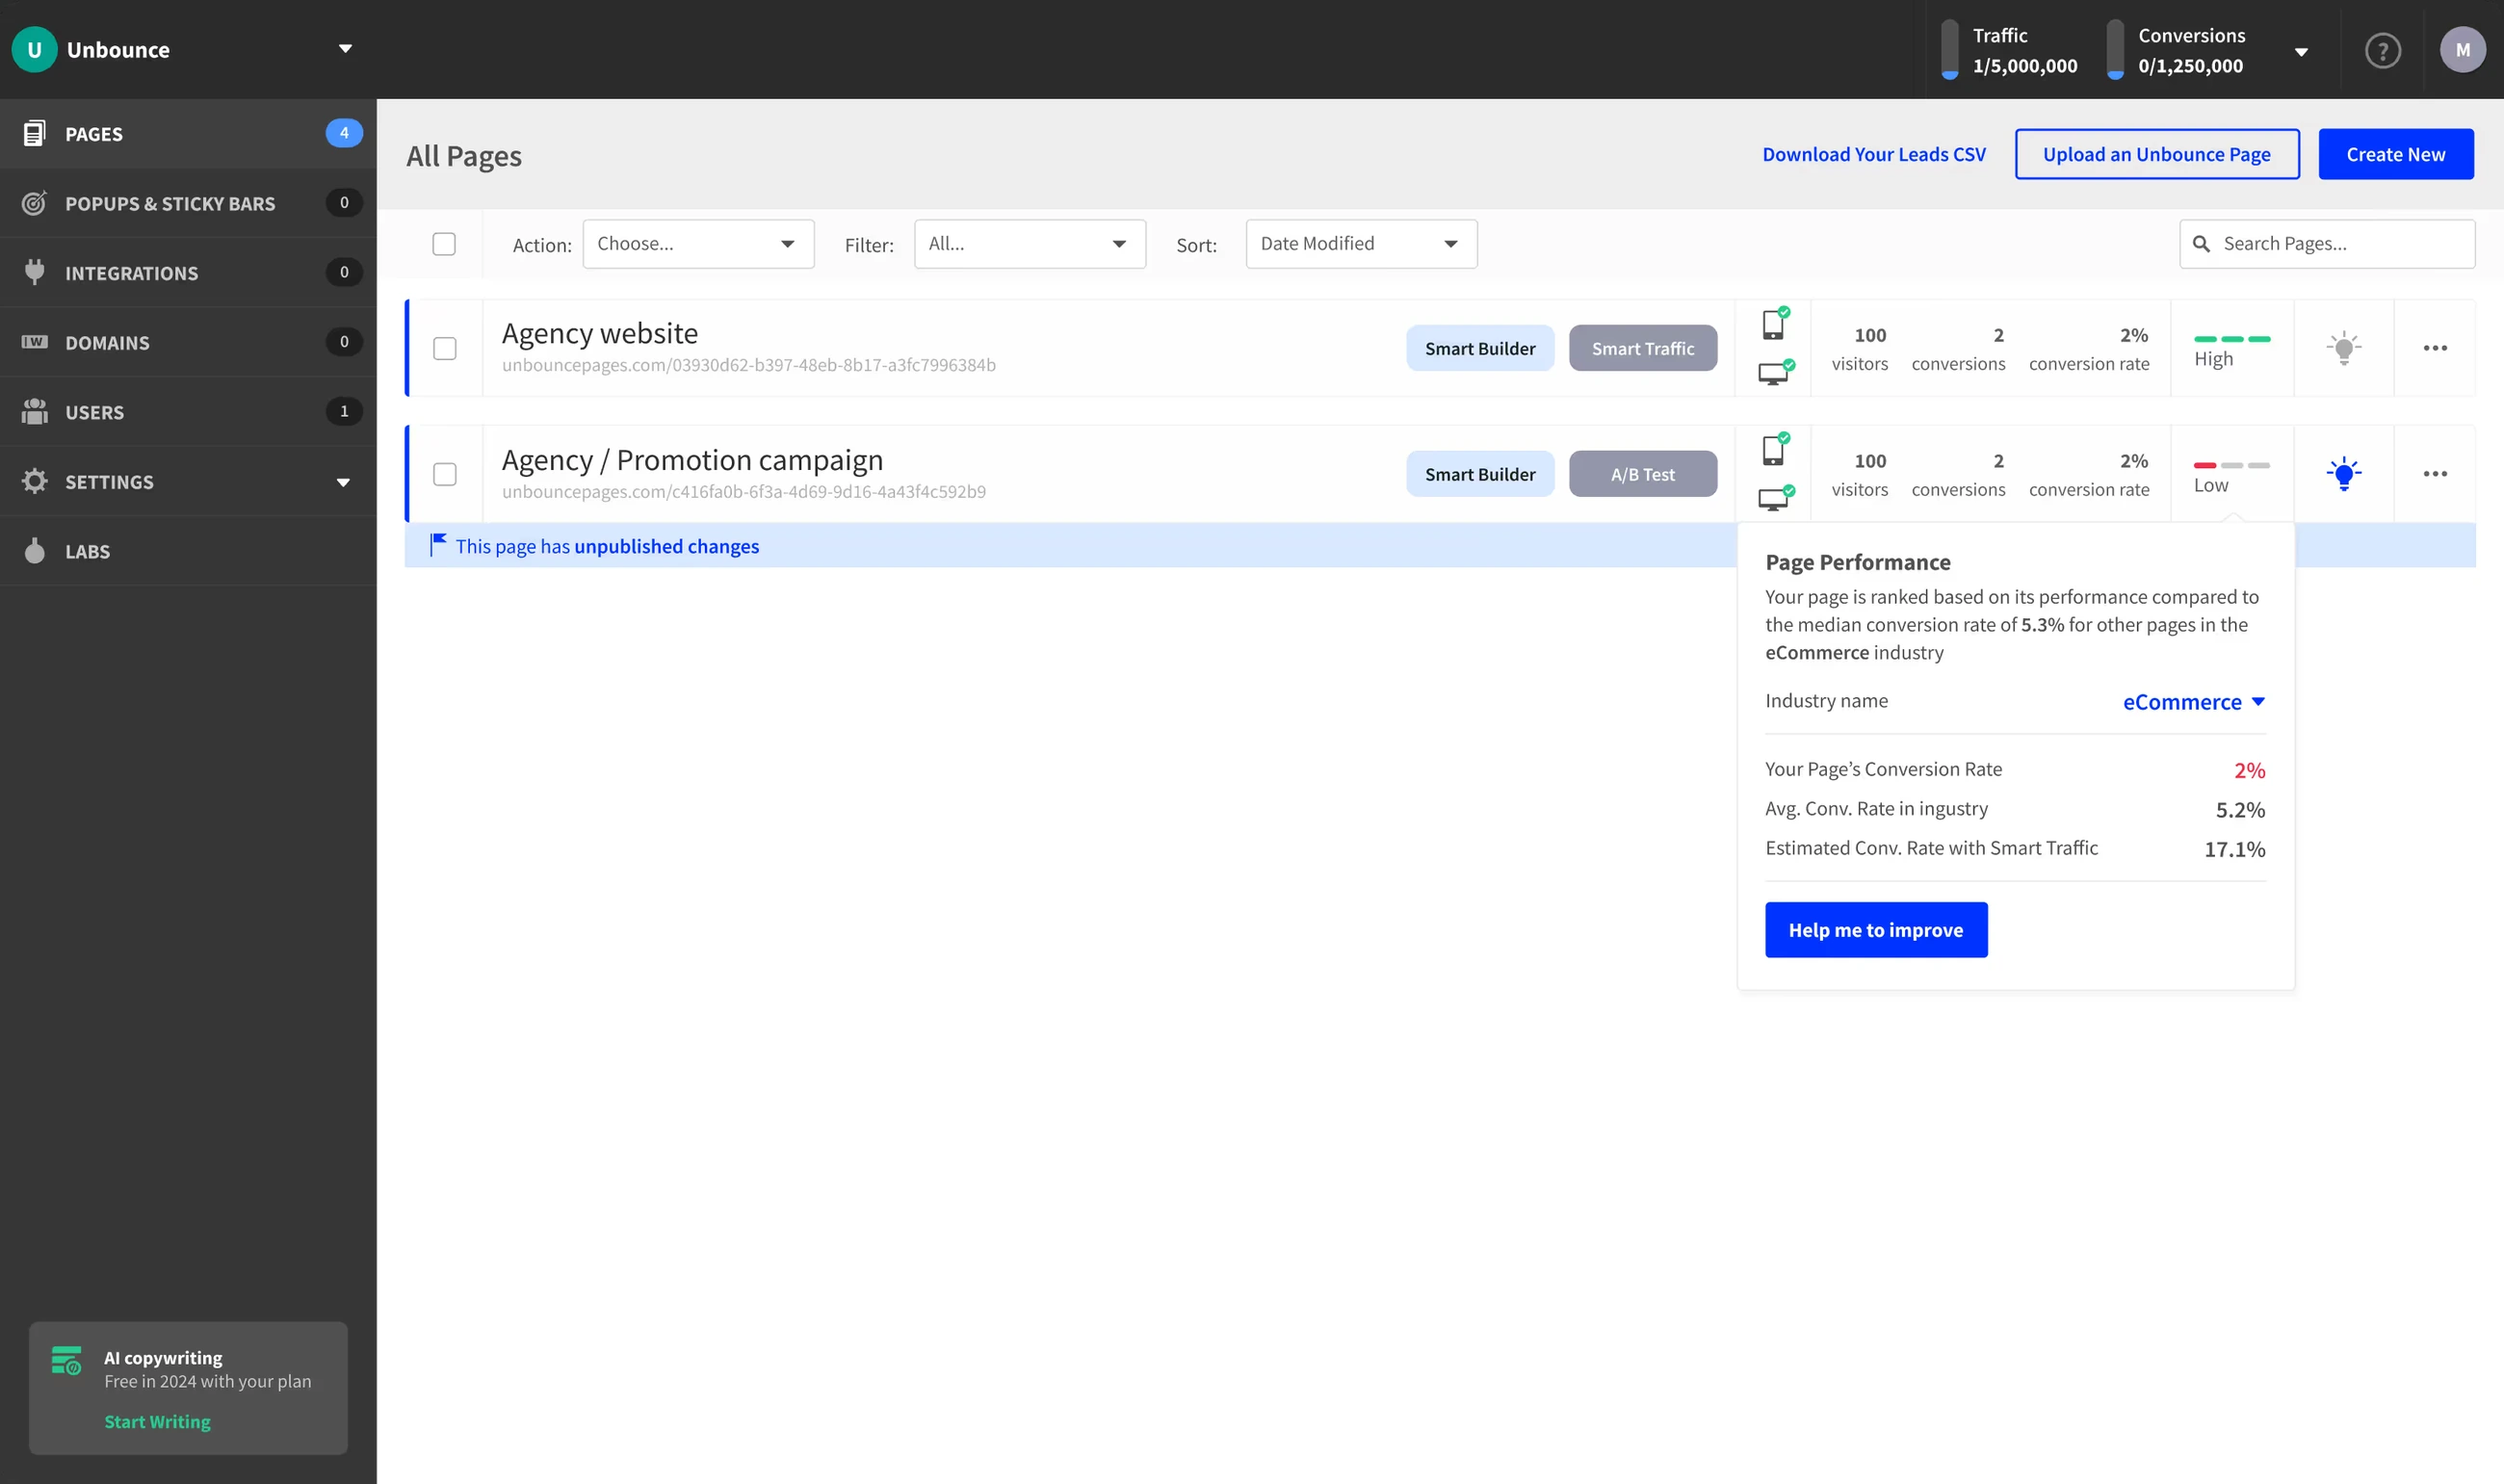 U Unbounce
Traffic
1/5,000,000
Conversions
0/1,250,000
?
M
PAGES 4
POPUPS & STICKY BARS 0
INTEGRATIONS 0
W DOMAINS 0
USERS 1
SETTINGS
LABS
AI copywriting
Free in 2024 with your plan
Start Writing
All Pages
Download Your Leads CSV
Upload an Unbounce Page
Create New
Action: Choose... Filter: All... Sort: Date Modified
Search Pages...
Agency website
unbouncepages.com/03930d62-b397-48eb-8b17-a3fc7996384b
Smart Builder
Smart Traffic
100 2 2%
visitors conversions conversion rate
High
Agency / Promotion campaign
unbouncepages.com/c416fa0b-6f3a-4d69-9d16-4a43f4c592b9
Smart Builder
A/B Test
100 2 2%
visitors conversions conversion rate
Low
This page has unpublished changes
Page Performance
Your page is ranked based on its performance compared to
the median conversion rate of 5.3% for other pages in the
eCommerce industry
Industry name eCommerce
Your Page’s Conversion Rate 2%
Avg. Conv. Rate in ingustry 5.2%
Estimated Conv. Rate with Smart Traffic 17.1%
Help me to improve